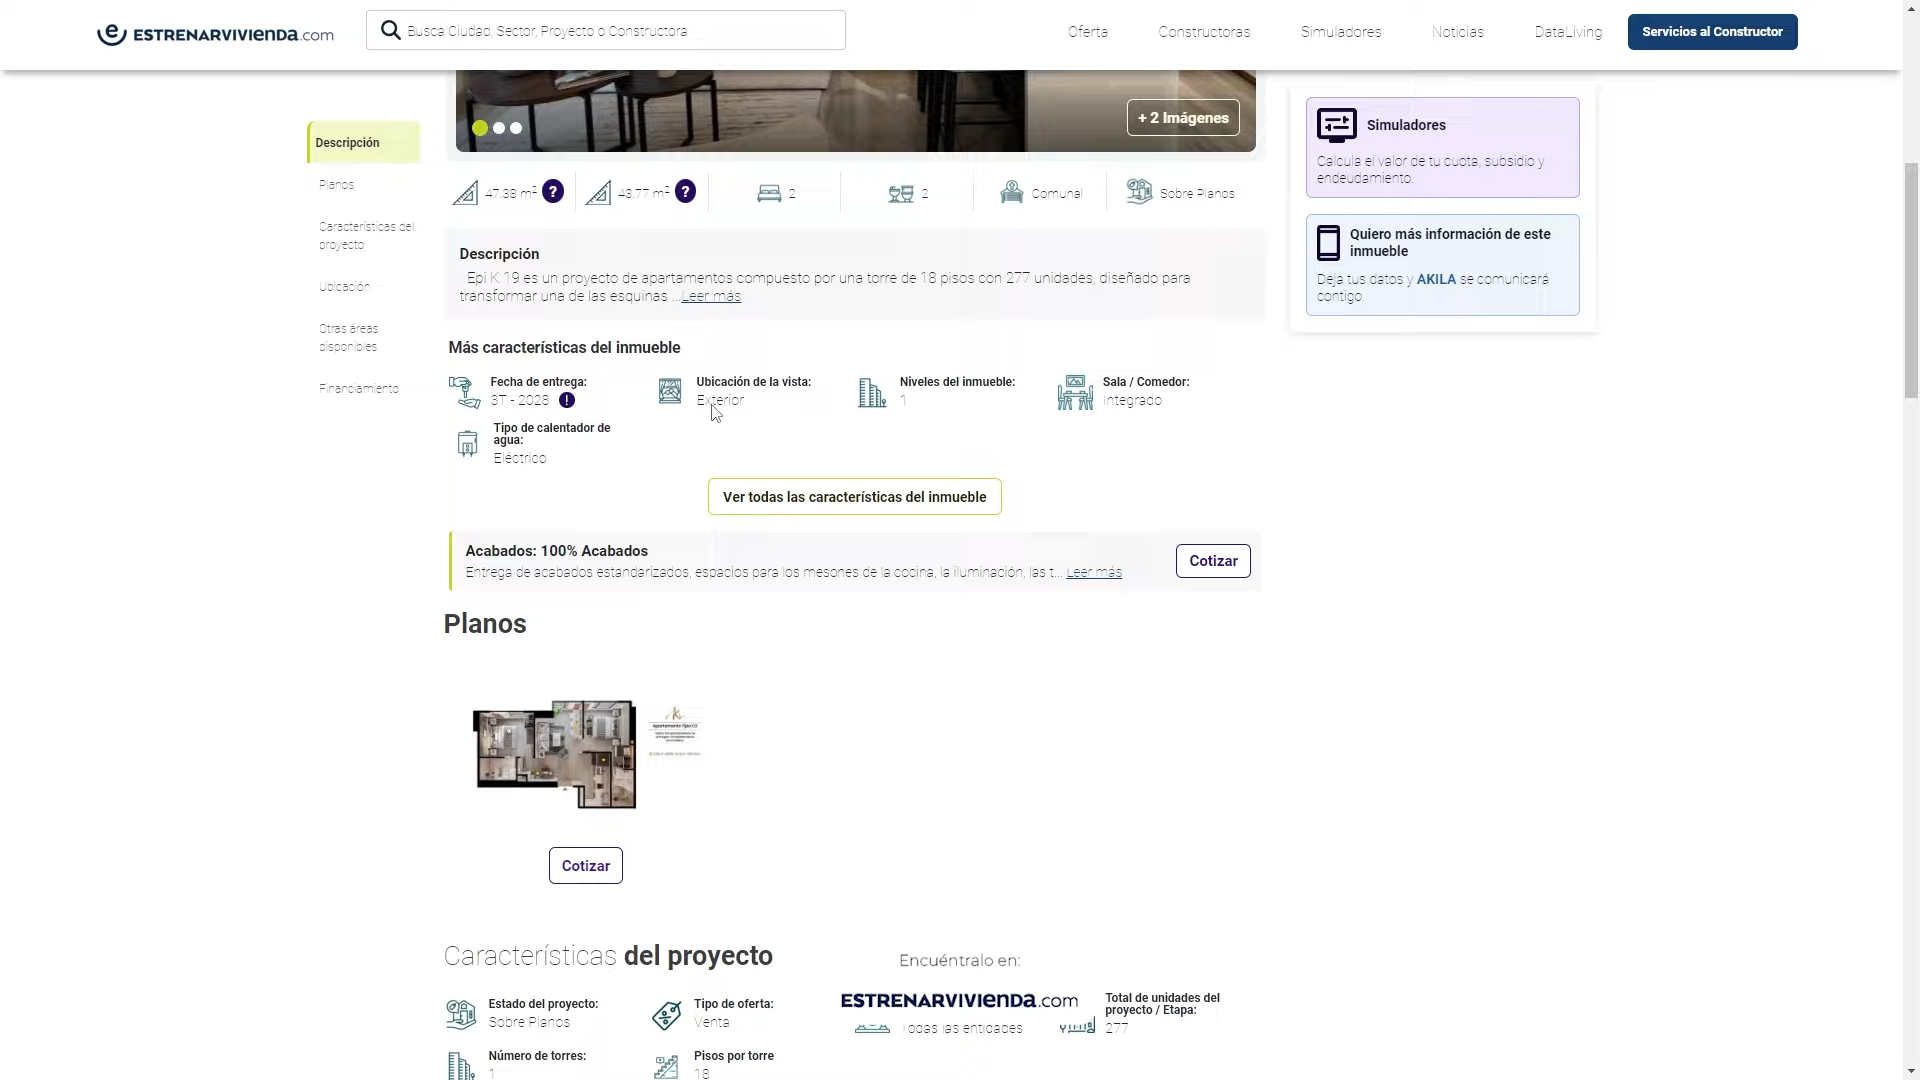 ESTRENARVIVIENDA.com
Busca Ciudad, Sector, Proyecto o Constructora
Oferta
Constructoras
Simuladores
Noticias
DataLiving
Servicios al Constructor
+ 2 Imágenes
Descripción
Planos
Características del
proyecto
Ubicación
Otras áreas
disponibles
Financiamiento
47.38 m²
?
43.77 m²
?
2
2
Comunal
Sobre Planos
Descripción
Epi K 19 es un proyecto de apartamentos compuesto por una torre de 18 pisos con 277 unidades, diseñado para
transformar una de las esquinas ...Leer más
Más características del inmueble
Fecha de entrega:
3T - 2028
Ubicación de la vista:
Exterior
Niveles del inmueble:
1
Sala / Comedor:
Integrado
Tipo de calentador de
agua:
Eléctrico
Ver todas las características del inmueble
Acabados: 100% Acabados
Entrega de acabados estandarizados, espacios para los mesones de la cocina, la iluminación, las t... Leer más
Cotizar
Simuladores
Calcula el valor de tu cuota, subsidio y
endeudamiento.
Quiero más información de este
inmueble
Deja tus datos y AKILA se comunicará
contigo.
Planos
Cotizar
Características del proyecto
Encuéntralo en:
ESTRENARVIVIENDA.com
Estado del proyecto:
Sobre Planos
Tipo de oferta:
Venta
Todas las entidades
Total de unidades del
proyecto / Etapa:
277
Número de torres:
1
Pisos por torre
18